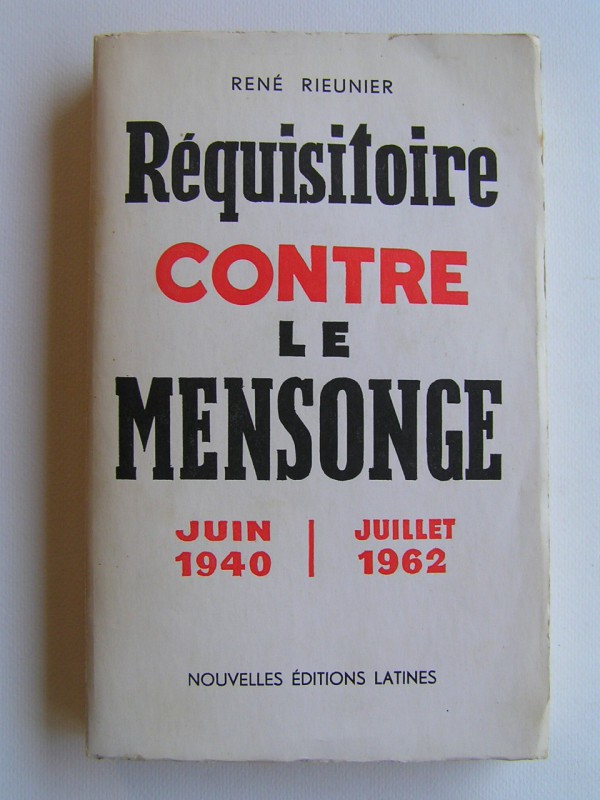 RENÉ RIEUNIER
Réquisitoire
CONTRE
LE
MENSONGE
JUIN 1940 | JUILLET 1962
NOUVELLES ÉDITIONS LATINES